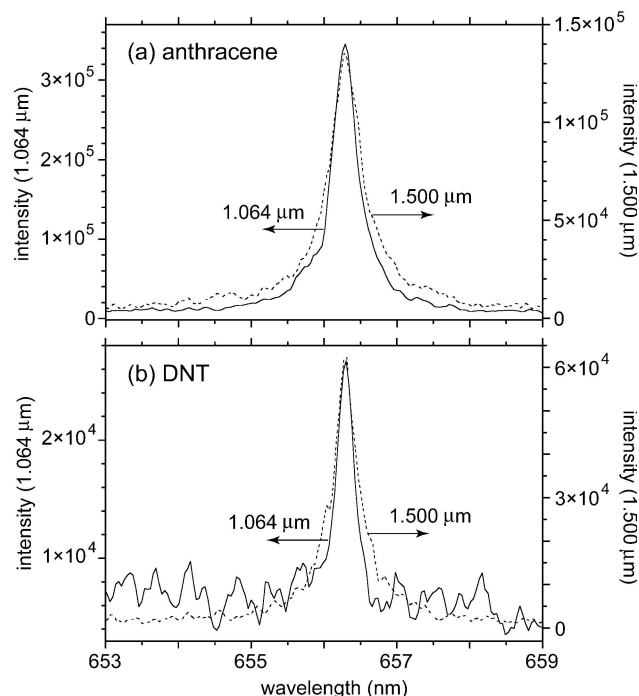 (a) anthracene
1.5×10⁵
3×10⁵
2×10⁵
1×10⁵
0
1×10⁵
5×10⁴
0
intensity (1.064 μm)
intensity (1.500 μm)
1.064 μm
1.500 μm
(b) DNT
2×10⁴
1×10⁴
6×10⁴
3×10⁴
0
intensity (1.064 μm)
intensity (1.500 μm)
1.064 μm
1.500 μm
653
655
657
659
wavelength (nm)